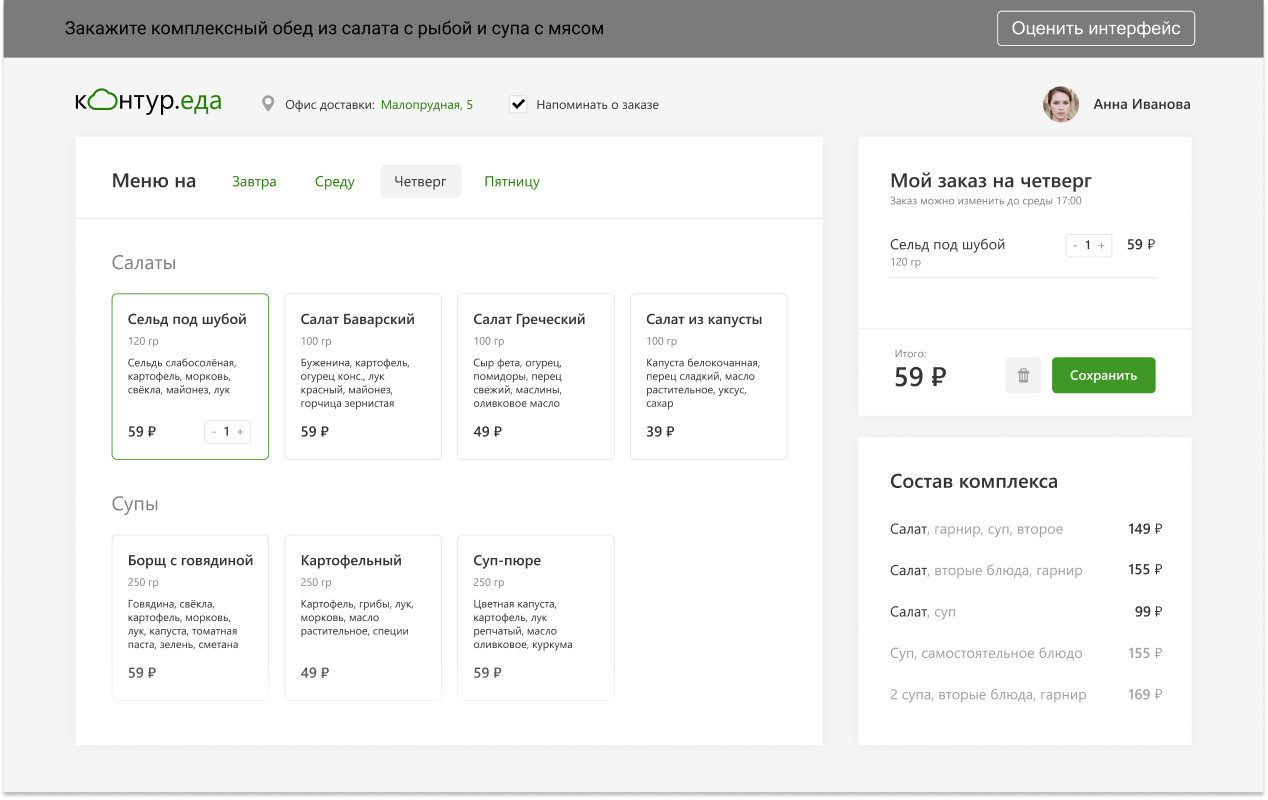 Закажите комплексный обед из салата с рыбой и супа с мясом
Оценить интерфейс
контур.еда
Офис доставки: Малопрудная, 5
Напоминать о заказе
Анна Иванова
Меню на
Завтра
Среду
Четверг
Пятницу
Салаты
Сельд под шубой
120 гр
Сельдь слабосолёная,
картофель, морковь,
свёкла, майонез, лук
59 ₽
- 1 +
Салат Баварский
100 гр
Буженина, картофель,
огурец конс., лук
красный, майонез,
горчица зернистая
59 ₽
Салат Греческий
100 гр
Сыр фета, огурец,
помидоры, перец
свежий, маслины,
оливковое масло
49 ₽
Салат из капусты
100 гр
Капуста белокочанная,
перец сладкий, масло
растительное, уксус,
сахар
39 ₽
Супы
Борщ с говядиной
250 гр
Говядина, свёкла,
картофель, морковь,
лук, капуста, томатная
паста, зелень, сметана
59 ₽
Картофельный
250 гр
Картофель, грибы, лук,
морковь, масло
растительное, специи
49 ₽
Суп-пюре
250 гр
Цветная капуста,
картофель, лук
репчатый, масло
оливковое, куркума
59 ₽
Мой заказ на четверг
Заказ можно изменить до среды 17:00
Сельд под шубой
- 1 +
59 ₽
120 гр
Итого:
59 ₽
Сохранить
Состав комплекса
Салат, гарнир, суп, второе 149 ₽
Салат, вторые блюда, гарнир 155 ₽
Салат, суп 99 ₽
Суп, самостоятельное блюдо 155 ₽
2 супа, вторые блюда, гарнир 169 ₽